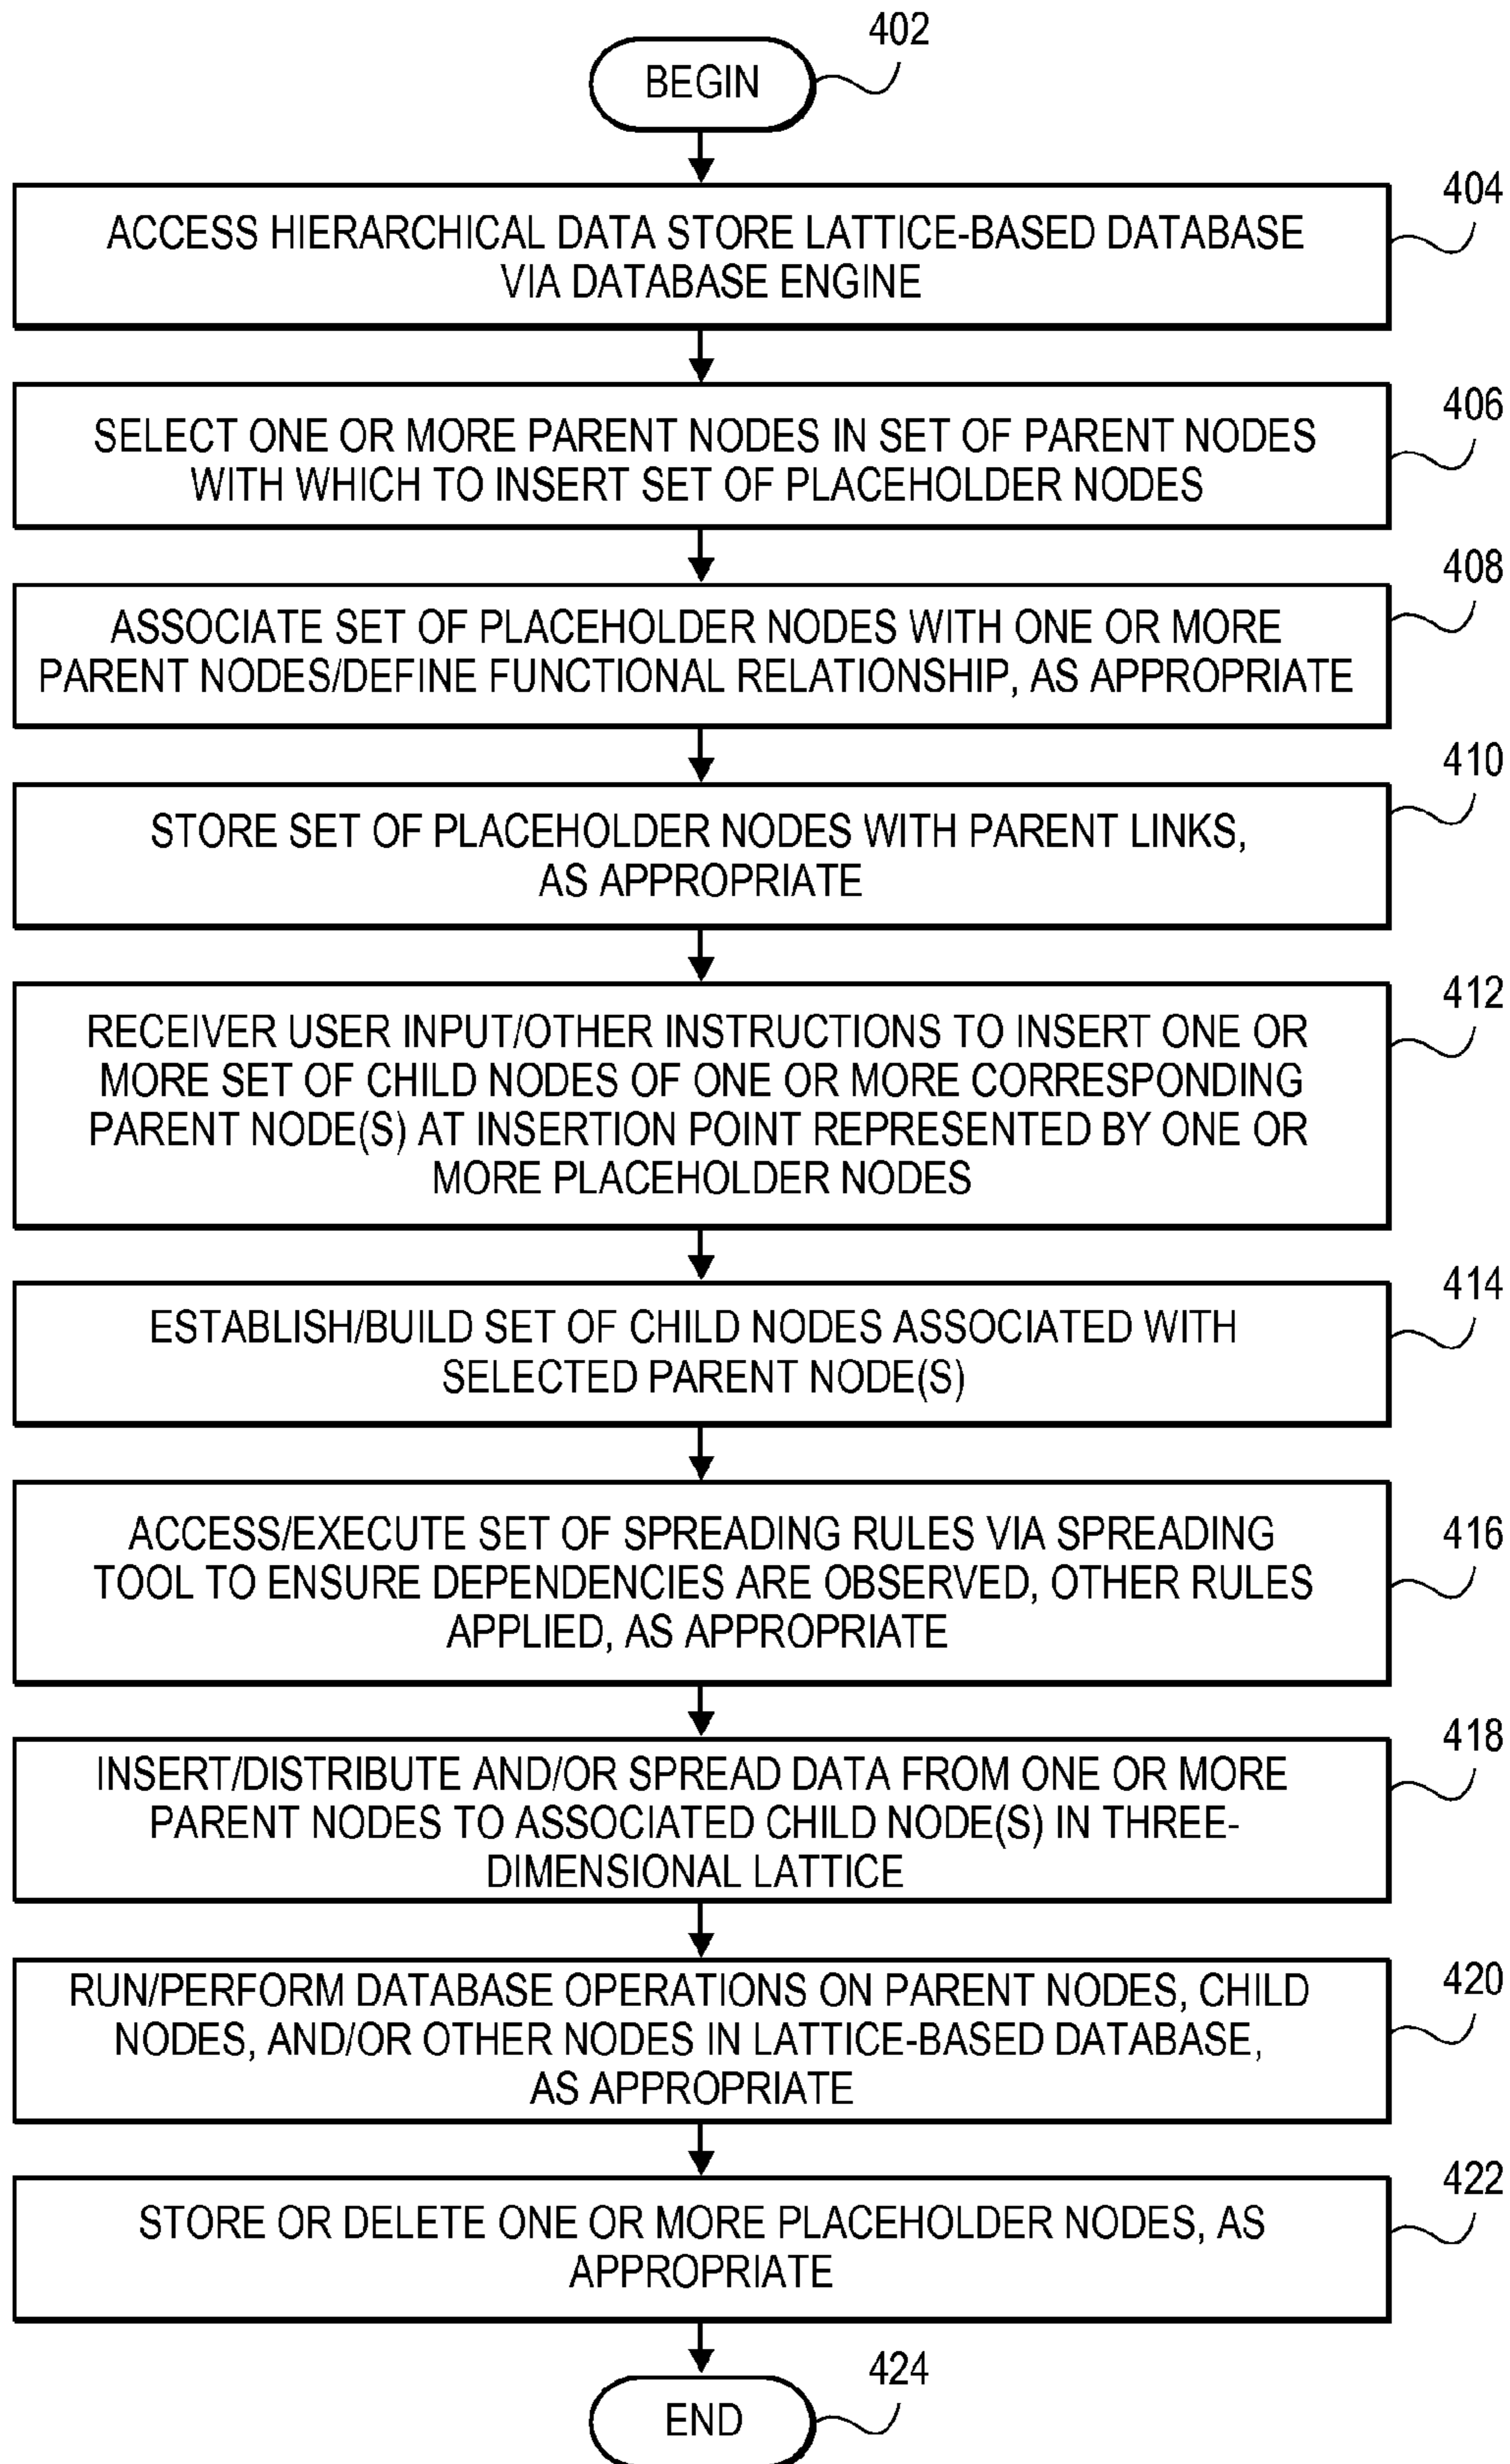 402
BEGIN
404
ACCESS HIERARCHICAL DATA STORE LATTICE-BASED DATABASE
VIA DATABASE ENGINE
406
SELECT ONE OR MORE PARENT NODES IN SET OF PARENT NODES
WITH WHICH TO INSERT SET OF PLACEHOLDER NODES
408
ASSOCIATE SET OF PLACEHOLDER NODES WITH ONE OR MORE
PARENT NODES/DEFINE FUNCTIONAL RELATIONSHIP, AS APPROPRIATE
410
STORE SET OF PLACEHOLDER NODES WITH PARENT LINKS,
AS APPROPRIATE
412
RECEIVER USER INPUT/OTHER INSTRUCTIONS TO INSERT ONE OR
MORE SET OF CHILD NODES OF ONE OR MORE CORRESPONDING
PARENT NODE(S) AT INSERTION POINT REPRESENTED BY ONE OR
MORE PLACEHOLDER NODES
414
ESTABLISH/BUILD SET OF CHILD NODES ASSOCIATED WITH
SELECTED PARENT NODE(S)
416
ACCESS/EXECUTE SET OF SPREADING RULES VIA SPREADING
TOOL TO ENSURE DEPENDENCIES ARE OBSERVED, OTHER RULES
APPLIED, AS APPROPRIATE
418
INSERT/DISTRIBUTE AND/OR SPREAD DATA FROM ONE OR MORE
PARENT NODES TO ASSOCIATED CHILD NODE(S) IN THREE-
DIMENSIONAL LATTICE
420
RUN/PERFORM DATABASE OPERATIONS ON PARENT NODES, CHILD
NODES, AND/OR OTHER NODES IN LATTICE-BASED DATABASE,
AS APPROPRIATE
422
STORE OR DELETE ONE OR MORE PLACEHOLDER NODES, AS
APPROPRIATE
424
END